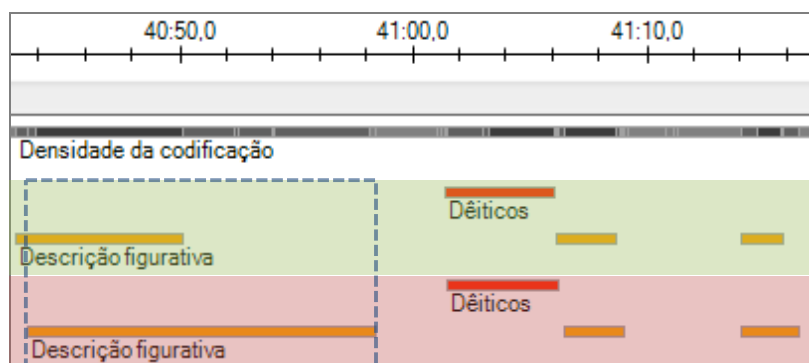 40:50,0 41:00,0 41:10,0
Densidade da codificação
Dêiticos
Descrição figurativa
Dêiticos
Descrição figurativa